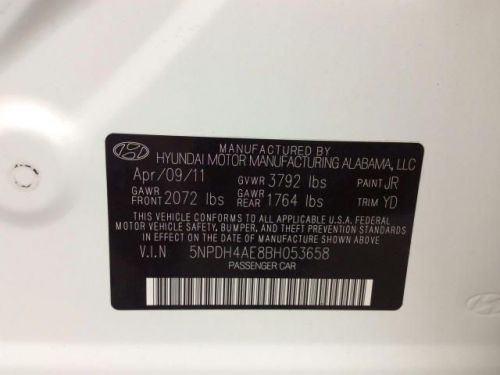 MANUFACTURED BY
HYUNDAI MOTOR MANUFACTURING ALABAMA, LLC
Apr/09/11 GVWR 3792 lbs PAINT JR
GAWR FRONT 2072 lbs GAWR REAR 1764 lbs TRIM YD
THIS VEHICLE CONFORMS TO ALL APPLICABLE U.S.A. FEDERAL
MOTOR VEHICLE SAFETY, BUMPER, AND THEFT PREVENTION STANDARDS
IN EFFECT ON THE DATE OF MANUFACTURE SHOWN ABOVE.
V.I.N 5NPDH4AE8BH053658
PASSENGER CAR